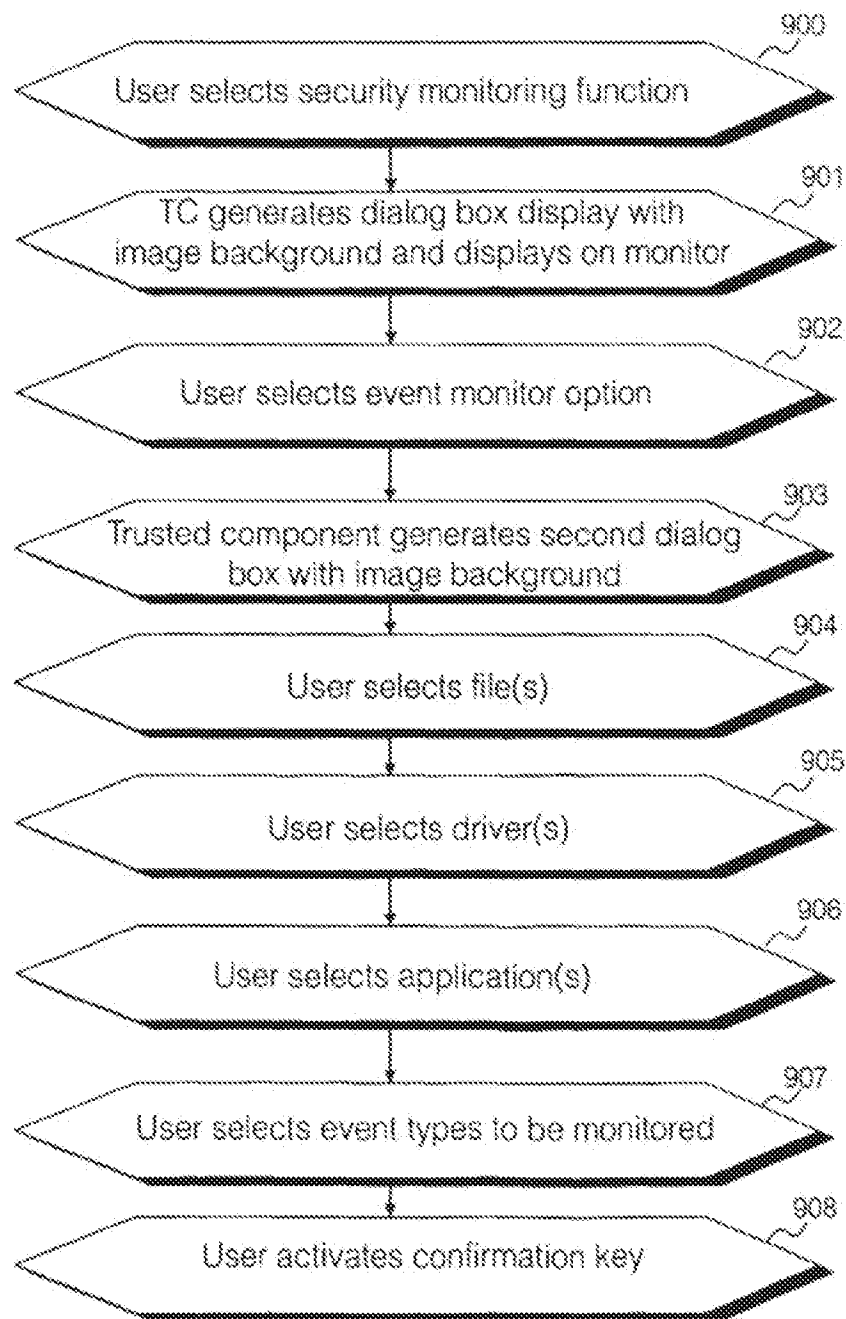 900
User selects security monitoring function
901
TC generates dialog box display with
image background and displays on monitor
902
User selects event monitor option
903
Trusted component generates second dialog
box with image background
904
User selects file(s)
905
User selects driver(s)
906
User selects application(s)
907
User selects event types to be monitored
908
User activates confirmation key